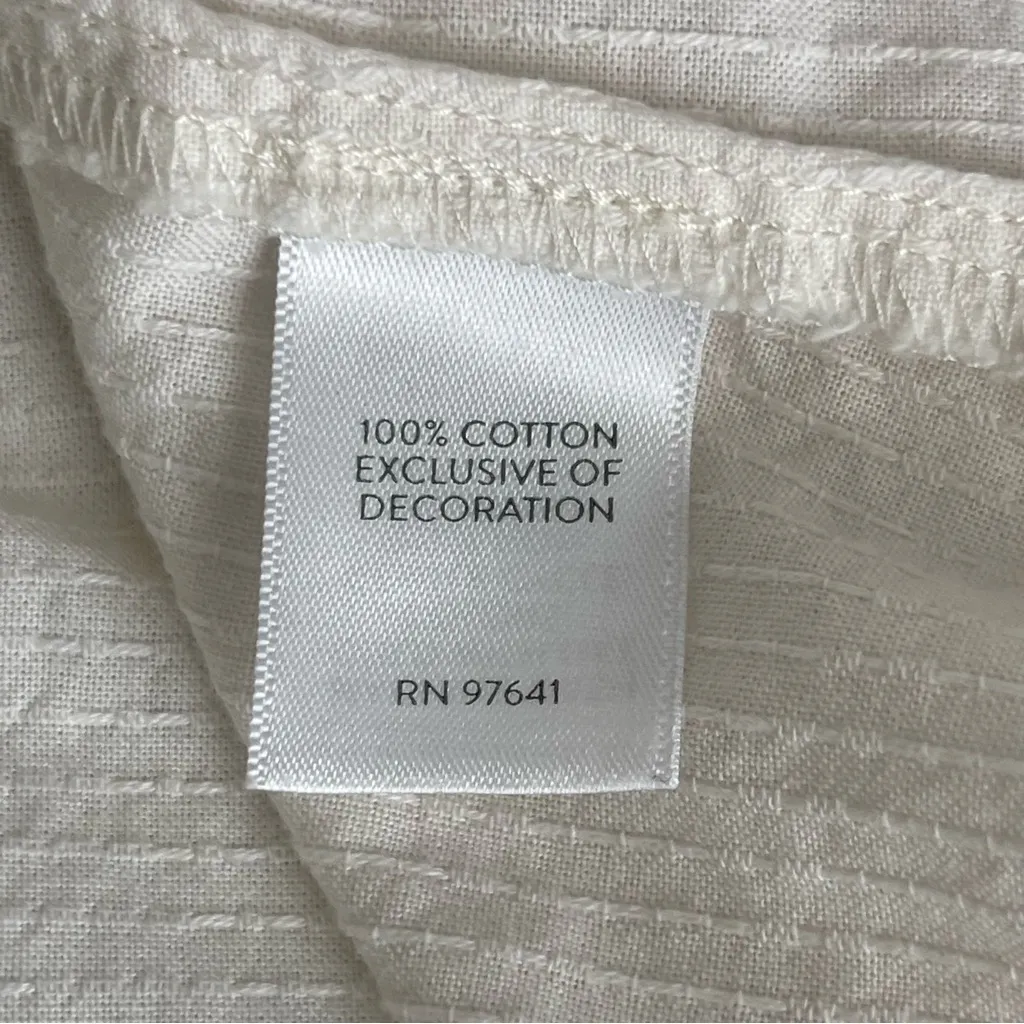 100% COTTON
EXCLUSIVE OF
DECORATION
RN 97641